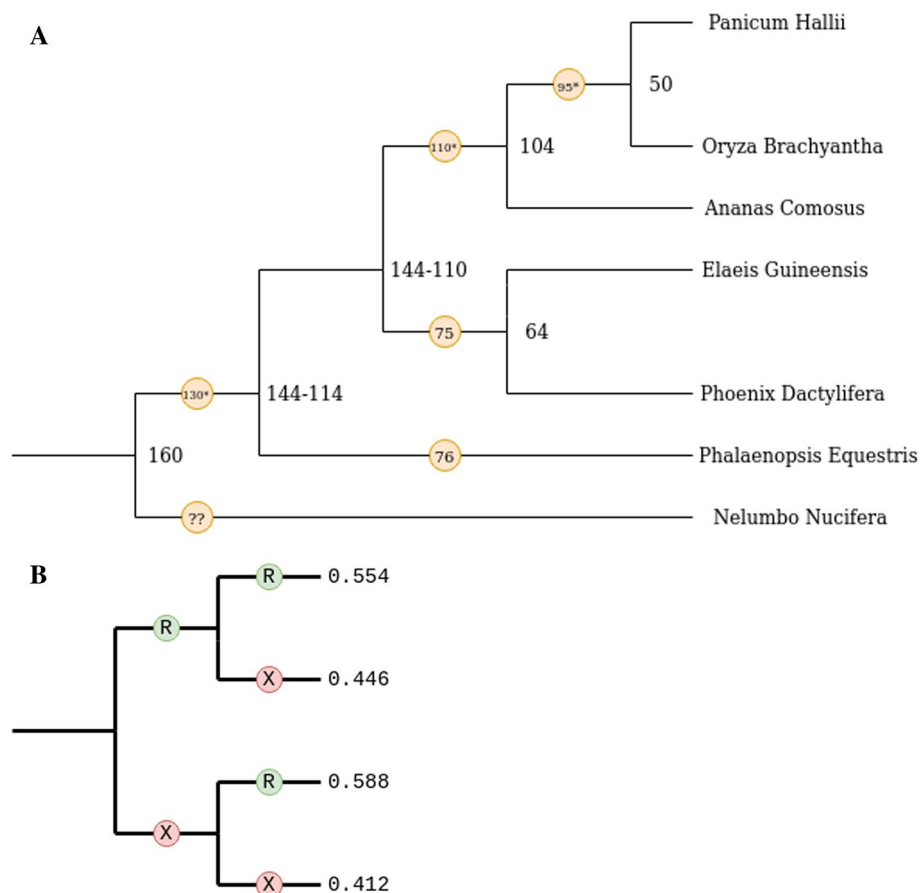 A
Panicum Hallii
95*
50
110*
104
Oryza Brachyantha
Ananas Comosus
144-110
Elaeis Guineensis
75
64
130*
144-114
Phoenix Dactylifera
160
76
Phalaenopsis Equestris
??
Nelumbo Nucifera
B
R
0.554
R
X
0.446
R
0.588
X
X
0.412